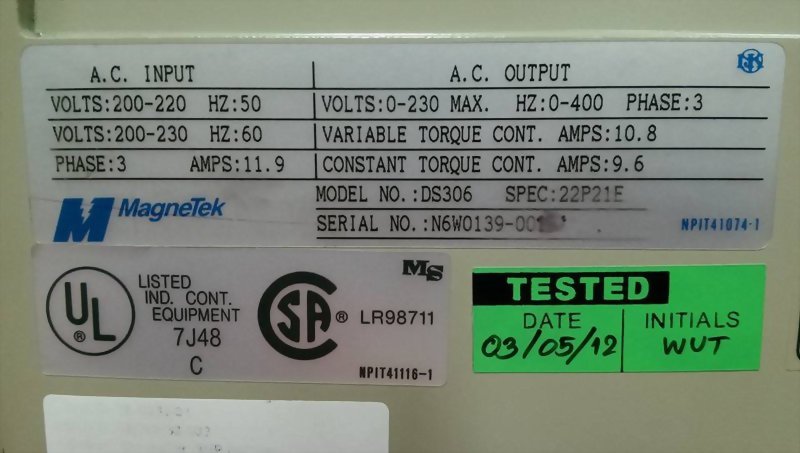 A.C. INPUT
A.C. OUTPUT
VOLTS:200-220 HZ:50
VOLTS:0-230 MAX. HZ:0-400 PHASE:3
VOLTS:200-230 HZ:60
VARIABLE TORQUE CONT. AMPS:10.8
PHASE:3 AMPS:11.9
CONSTANT TORQUE CONT. AMPS:9.6
MODEL NO.:DS306 SPEC:22P21E
MagneTek
SERIAL NO.:N6W0139-00
NPIT41074-1
UL
®
LISTED
IND. CONT.
EQUIPMENT
7J48
C
SA ® LR98711
MS
NPIT41116-1
TESTED
DATE
03/05/12
INITIALS
WUT